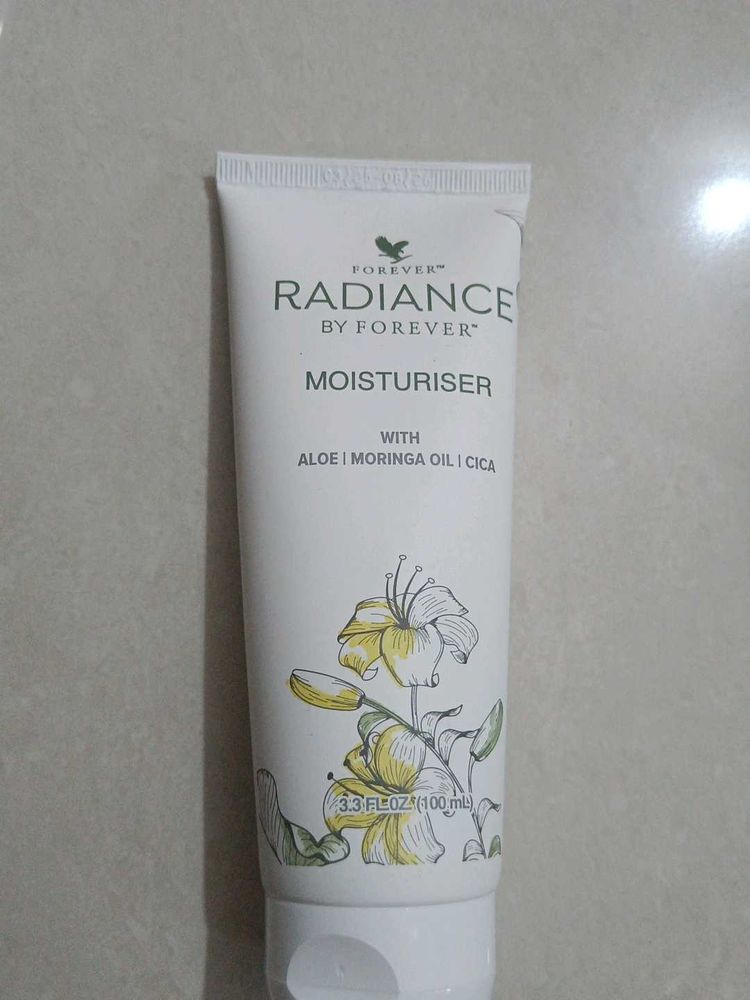 FOREVER™
RADIANCE
BY FOREVER™
MOISTURISER
WITH
ALOE | MORINGA OIL | CICA
3.3 FL OZ (100 mL)